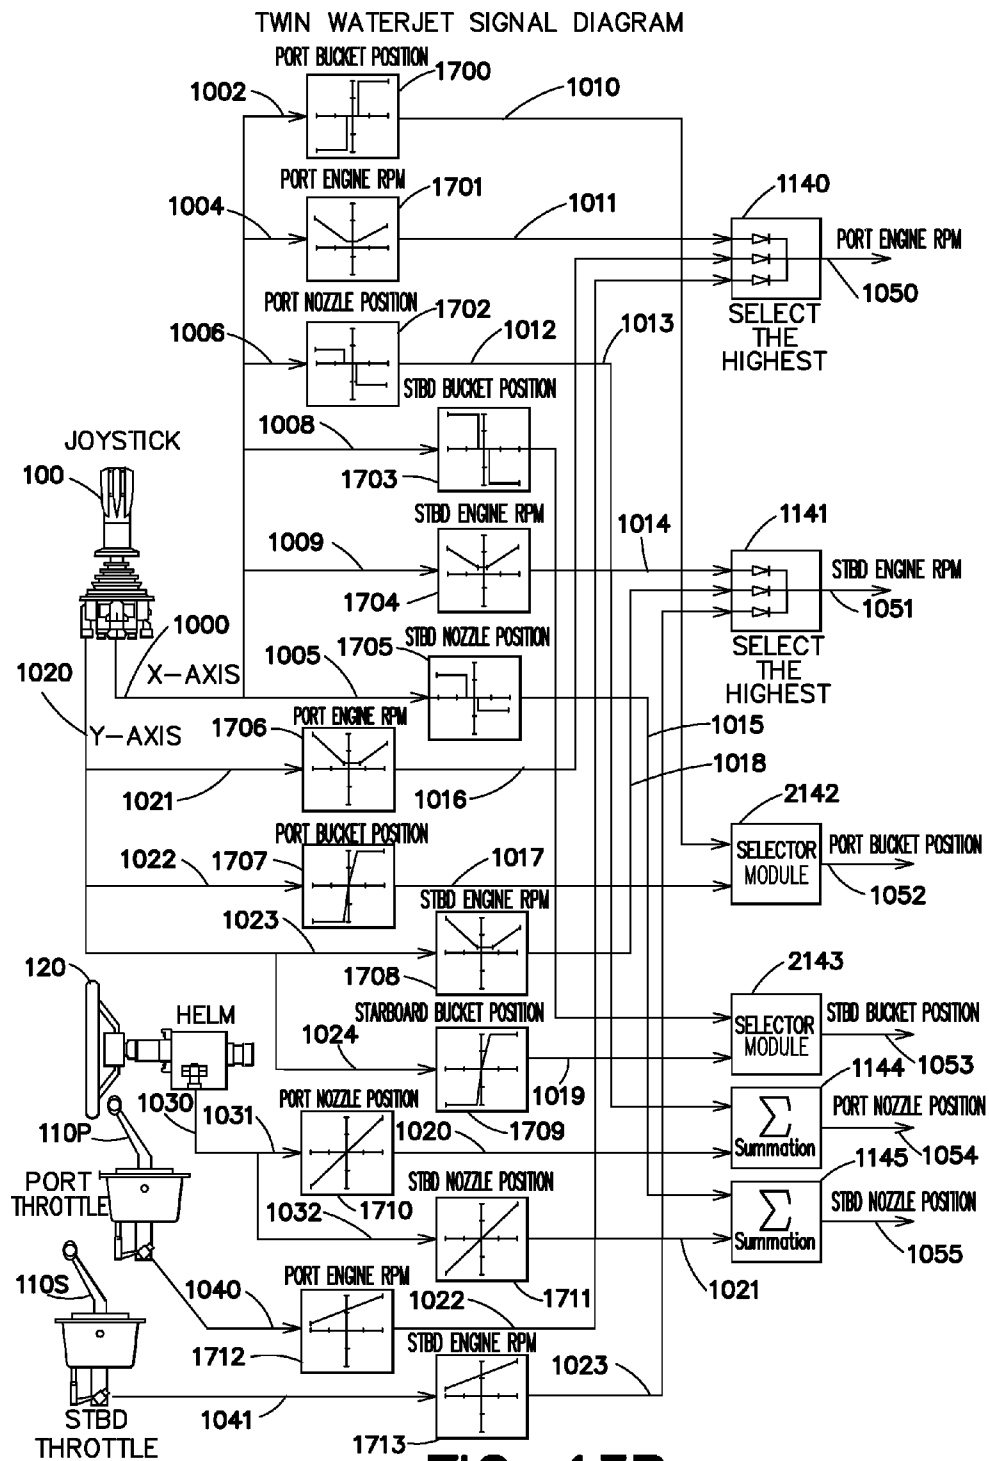 TWIN WATERJET SIGNAL DIAGRAM
PORT BUCKET POSITION
1700
1002
1010
PORT ENGINE RPM
1701
1004
1011
1140
PORT ENGINE RPM
1050
SELECT
THE
HIGHEST
PORT NOZZLE POSITION
1702
1006
1012
1013
STBD BUCKET POSITION
1008
1703
JOYSTICK
100
STBD ENGINE RPM
1009
1704
1014
1141
STBD ENGINE RPM
1051
SELECT
THE
HIGHEST
1000
X-AXIS
1020
Y-AXIS
STBD NOZZLE POSITION
1705
1005
1015
1018
PORT ENGINE RPM
1706
1021
1016
PORT BUCKET POSITION
1707
1022
1017
2142
SELECTOR
MODULE
PORT BUCKET POSITION
1052
STBD ENGINE RPM
1023
1708
2143
SELECTOR
MODULE
STBD BUCKET POSITION
1053
120
HELM
STARBOARD BUCKET POSITION
1024
1709
1019
1144
Σ
Summation
PORT NOZZLE POSITION
1054
1030
1031
PORT NOZZLE POSITION
1710
1020
1145
Σ
Summation
STBD NOZZLE POSITION
1055
110P
PORT
THROTTLE
STBD NOZZLE POSITION
1032
1711
1021
110S
1040
PORT ENGINE RPM
1712
1022
STBD ENGINE RPM
1713
1023
1041
STBD
THROTTLE